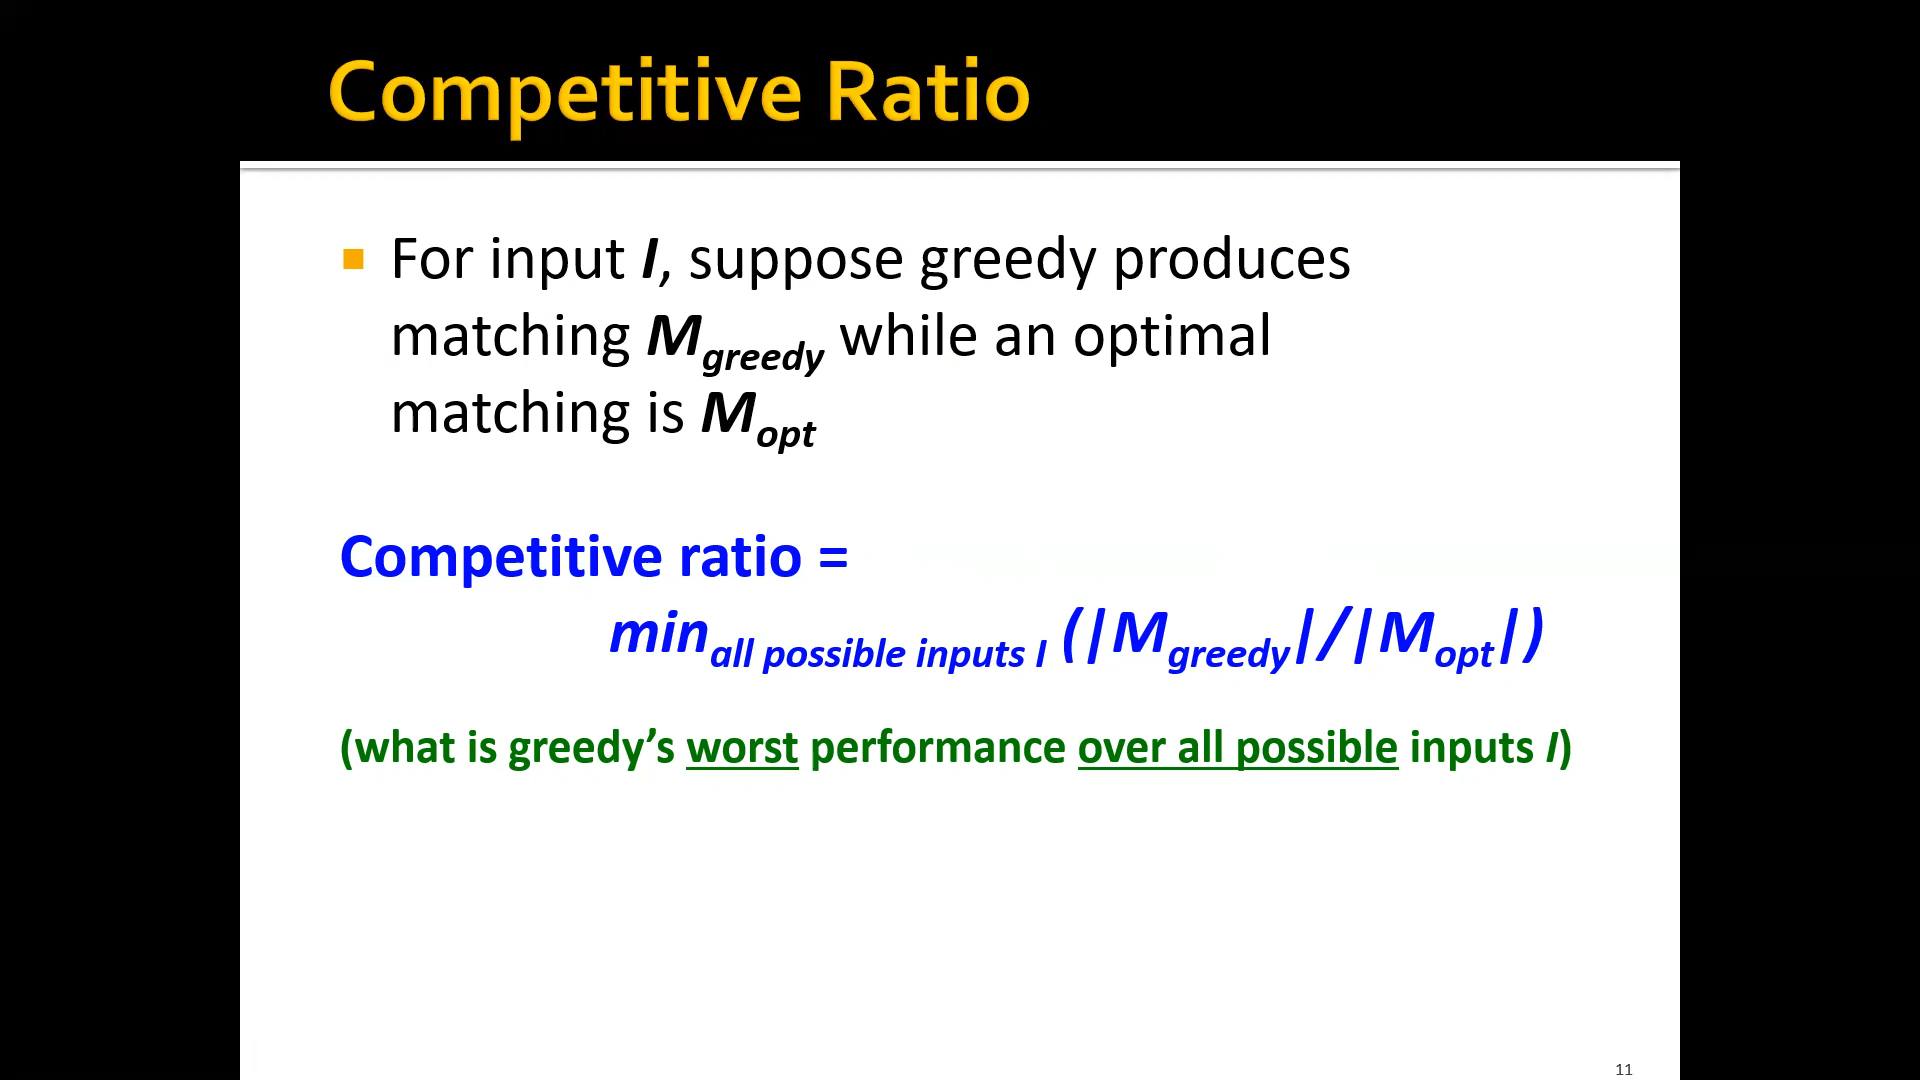 Competitive Ratio
For input I, suppose greedy produces
matching Mgreedy while an optimal
matching is Mopt
Competitive ratio =
minall possible inputs I (|Mgreedy|/|Mopt|)
(what is greedy’s worst performance over all possible inputs I)
11